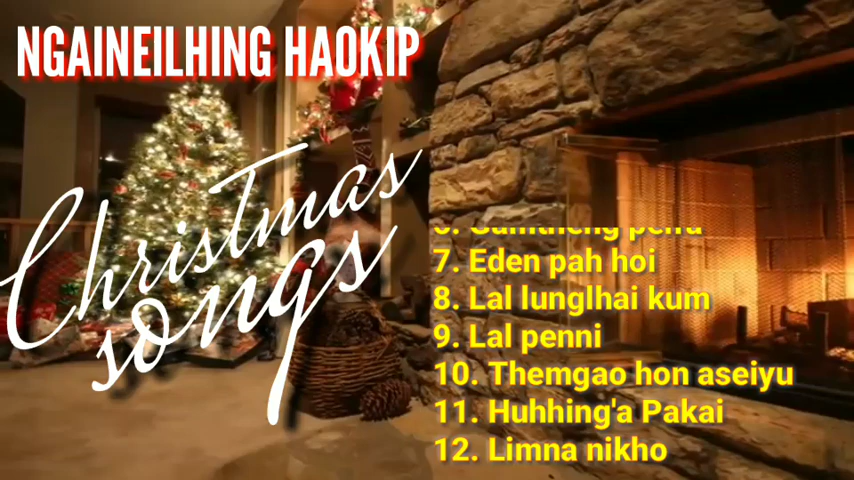 NGAINEILHING HAOKIP
Christmas
songs
7. Eden pah hoi
8. Lal lunglhai kum
9. Lal penni
10. Themgao hon aseiyu
11. Huhhing'a Pakai
12. Limna nikho